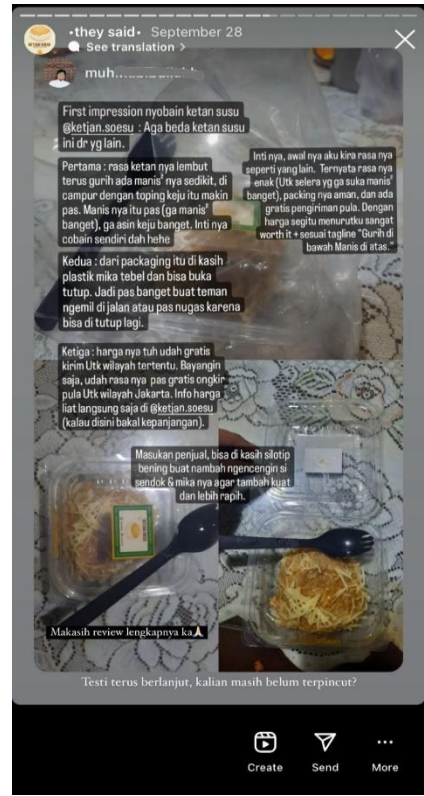 •they said• September 28
See translation >
muh.
First impression nyobain ketan susu
@ketjan.soesu : Aga beda ketan susu
ini dr yg lain.
Pertama : rasa ketan nya lembut
terus gurih ada manis² nya sedikit, di
campur dengan toping keju itu makin
pas. Manis nya itu pas (ga manis²
banget), ga asin keju banget. Inti nya
cobain sendiri dah hehe
Inti nya, awal nya aku kira rasa nya
seperti yang lain. Ternyata rasa nya
enak (Utk selera yg ga suka manis²
banget), packing nya aman, dan ada
gratis pengiriman pula. Dengan
harga segitu menurutku sangat
worth it + sesuai tagline "Gurih di
bawah Manis di atas."
Kedua : dari packaging itu di kasih
plastik mika tebel dan bisa buka
tutup. Jadi pas banget buat teman
ngemil di jalan atau pas nugas karena
bisa di tutup lagi.
Ketiga : harga nya tuh udah gratis
kirim Utk wilayah tertentu. Bayangin
saja, udah rasa nya pas gratis ongkir
pula Utk wilayah Jakarta. Info harga
liat langsung saja di @ketjan.soesu
(kalau disini bakal kepanjangan).
Masukan penjual, bisa di kasih silotip
bening buat nambah ngencengin si
sendok & mika nya agar tambah kuat
dan lebih rapih.
Makasih review lengkapnya ka🙏
Testi terus berlanjut, kalian masih belum terpincut?
Create
Send
More